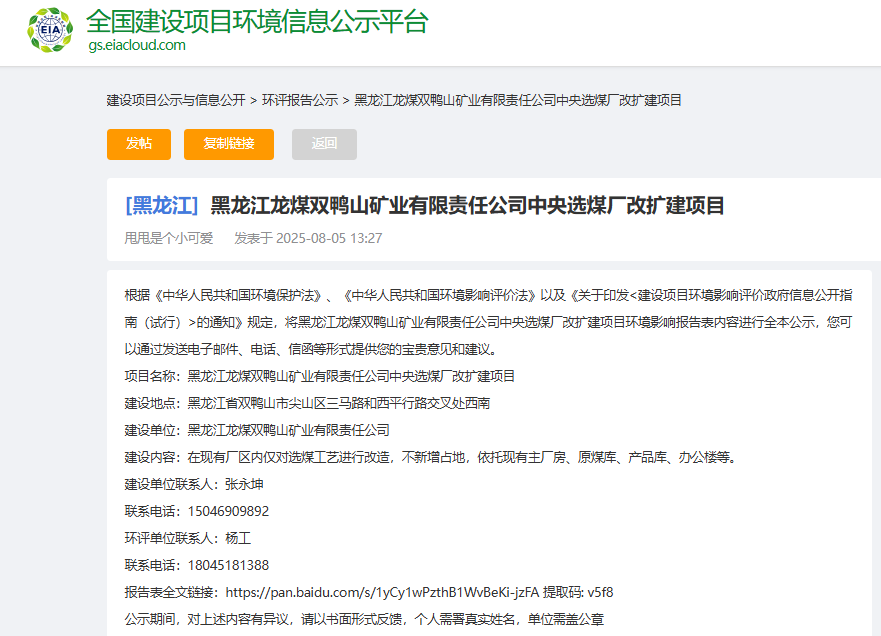 EIA
全国建设项目环境信息公示平台
gs.eiacloud.com
建设项目公示与信息公开 > 环评报告公示 > 黑龙江龙煤双鸭山矿业有限责任公司中央选煤厂改扩建项目
发帖 复制链接 返回
[黑龙江] 黑龙江龙煤双鸭山矿业有限责任公司中央选煤厂改扩建项目
甩甩是个小可爱 发表于 2025-08-05 13:27
根据《中华人民共和国环境保护法》、《中华人民共和国环境影响评价法》以及《关于印发<建设项目环境影响评价政府信息公开指
南（试行）>的通知》规定，将黑龙江龙煤双鸭山矿业有限责任公司中央选煤厂改扩建项目环境影响报告表内容进行全本公示，您可
以通过发送电子邮件、电话、信函等形式提供您的宝贵意见和建议。
项目名称：黑龙江龙煤双鸭山矿业有限责任公司中央选煤厂改扩建项目
建设地点：黑龙江省双鸭山市尖山区三马路和西平行路交叉处西南
建设单位：黑龙江龙煤双鸭山矿业有限责任公司
建设内容：在现有厂区内仅对选煤工艺进行改造，不新增占地，依托现有主厂房、原煤库、产品库、办公楼等。
建设单位联系人：张永坤
联系电话：15046909892
环评单位联系人：杨工
联系电话：18045181388
报告表全文链接：https://pan.baidu.com/s/1yCy1wPzthB1WvBeKi-jzFA 提取码: v5f8
公示期间，对上述内容有异议，请以书面形式反馈，个人需署真实姓名，单位需盖公章